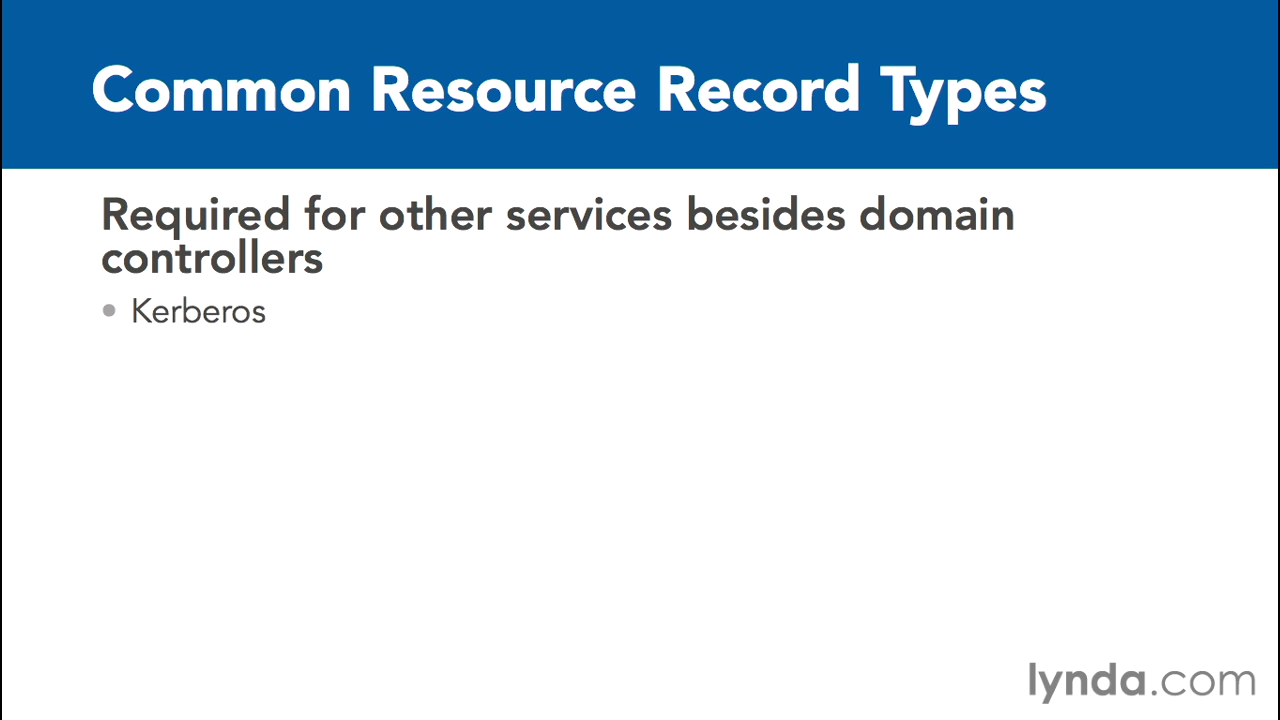 Common Resource Record Types
Required for other services besides domain
controllers
• Kerberos
lynda.com